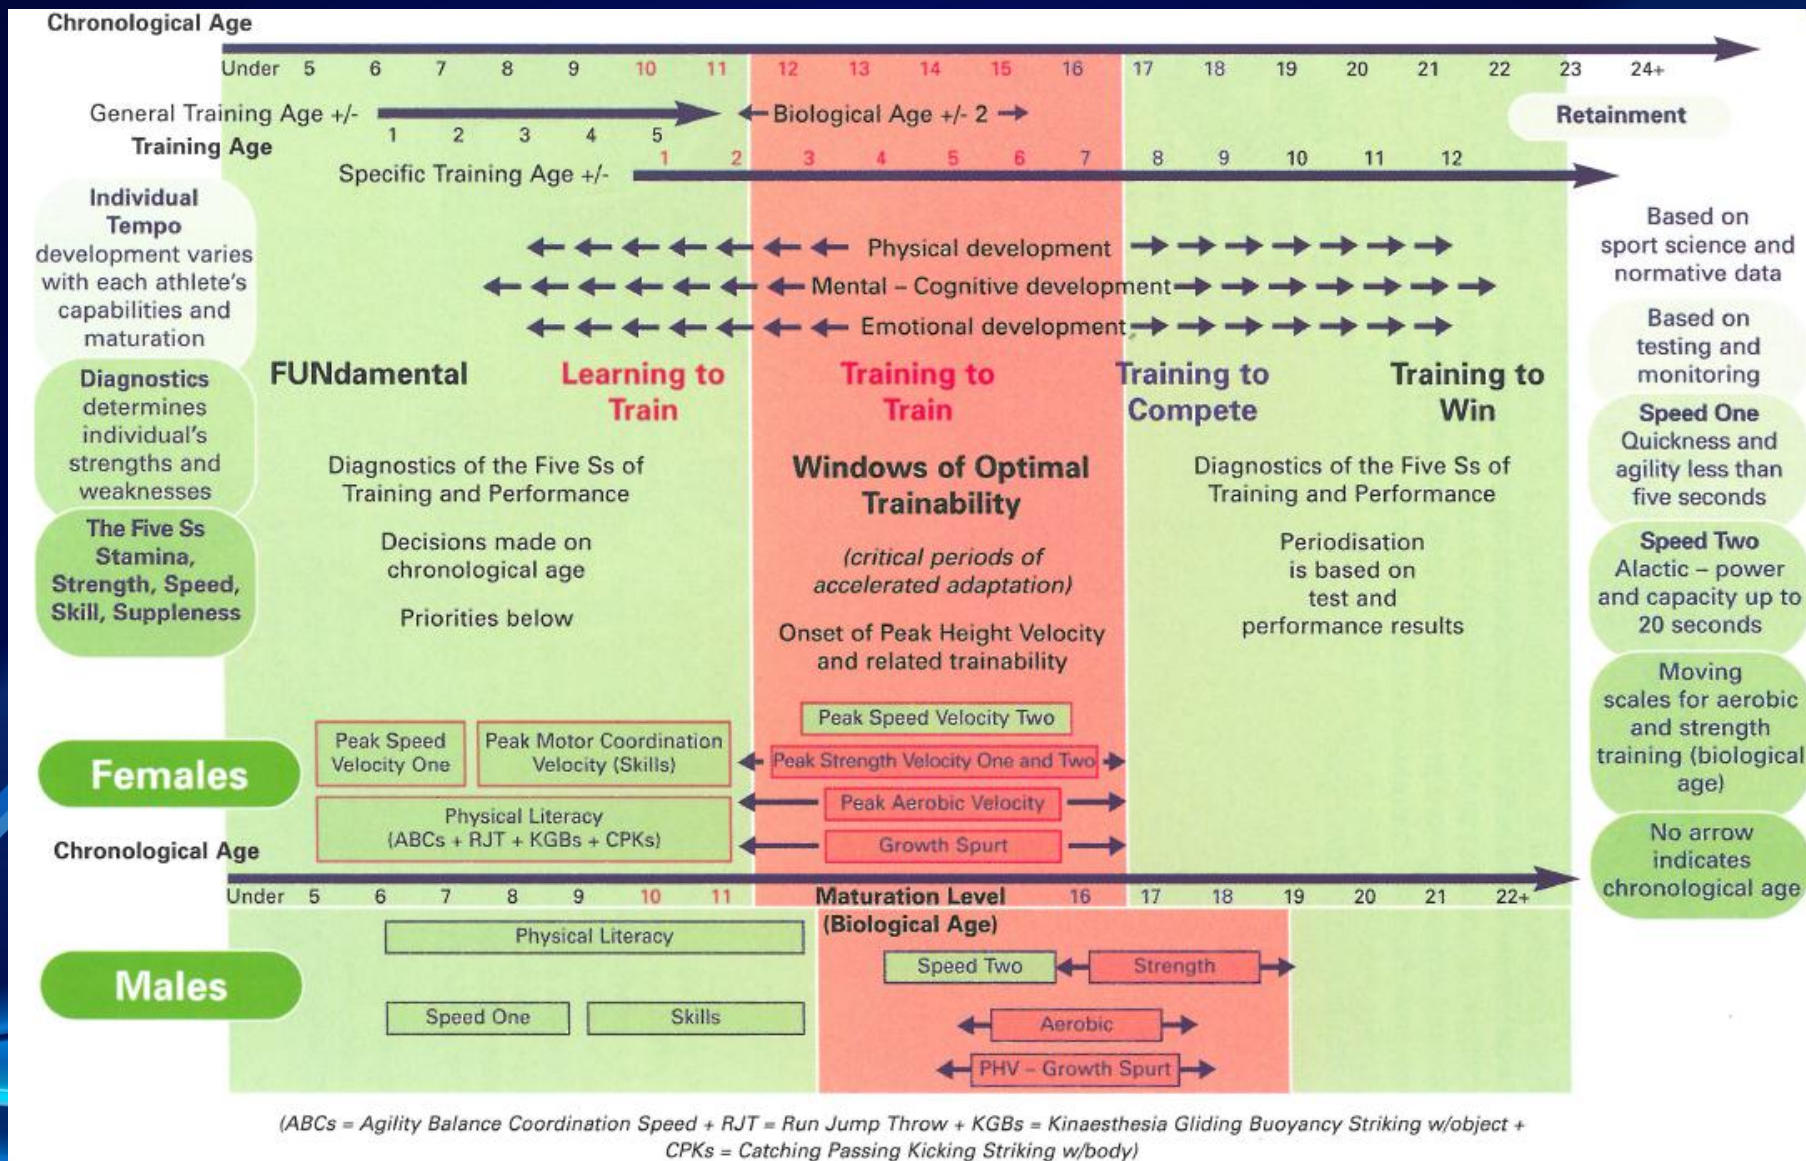 Chronological Age
Under 5 6 7 8 9 10 11 12 13 14 15 16 17 18 19 20 21 22 23 24+
General Training Age +/-
1 2 3 4 5
Biological Age +/- 2
Retainment
Training Age
1 2 3 4 5 6 7 8 9 10 11 12
Specific Training Age +/-
Individual
Tempo
development varies
with each athlete's
capabilities and
maturation
Diagnostics
determines
individual's
strengths and
weaknesses
The Five Ss
Stamina,
Strength, Speed,
Skill, Suppleness
Physical development
Mental – Cognitive development
Emotional development
FUNdamental
Learning to
Train
Training to
Train
Training to
Compete
Training to
Win
Diagnostics of the Five Ss of
Training and Performance
Decisions made on
chronological age
Priorities below
Windows of Optimal
Trainability
(critical periods of
accelerated adaptation)
Onset of Peak Height Velocity
and related trainability
Diagnostics of the Five Ss of
Training and Performance
Periodisation
is based on
test and
performance results
Based on
sport science and
normative data
Based on
testing and
monitoring
Speed One
Quickness and
agility less than
five seconds
Speed Two
Alactic – power
and capacity up to
20 seconds
Moving
scales for aerobic
and strength
training (biological
age)
No arrow
indicates
chronological age
Females
Peak Speed
Velocity One
Peak Motor Coordination
Velocity (Skills)
Physical Literacy
(ABCs + RJT + KGBs + CPKs)
Peak Speed Velocity Two
Peak Strength Velocity One and Two
Peak Aerobic Velocity
Growth Spurt
Chronological Age
Under 5 6 7 8 9 10 11 Maturation Level 16 17 18 19 20 21 22+
(Biological Age)
Males
Physical Literacy
Speed One
Skills
Speed Two
Strength
Aerobic
PHV – Growth Spurt
(ABCs = Agility Balance Coordination Speed + RJT = Run Jump Throw + KGBs = Kinaesthesia Gliding Buoyancy Striking w/object +
CPKs = Catching Passing Kicking Striking w/body)